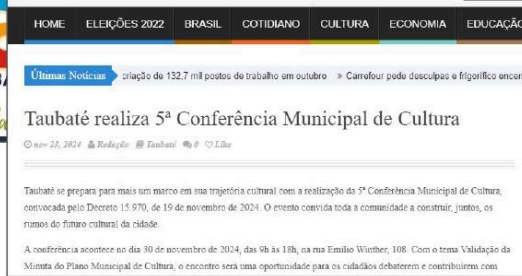 HOME ELEIÇÕES 2022 BRASIL COTIDIANO CULTURA ECONOMIA EDUCAÇÃO
Últimas Notícias criação de 132,7 mil postos de trabalho em outubro » Carrefour pede desculpas e frigorífico encer
Taubaté realiza 5ª Conferência Municipal de Cultura
nov 23, 2024 Redação Taubaté 0 Like
Taubaté se prepara para mais um marco em sua trajetória cultural com a realização da 5ª Conferência Municipal de Cultura,
convocada pelo Decreto 15.970, de 19 de novembro de 2024. O evento convida toda a comunidade a construir, juntos, os
rumos do futuro cultural da cidade.
A conferência acontece no dia 30 de novembro de 2024, das 9h às 18h, na rua Emílio Winther, 108. Com o tema Validação da
Minuta do Plano Municipal de Cultura, o encontro será uma oportunidade para os cidadãos debaterem e contribuírem com